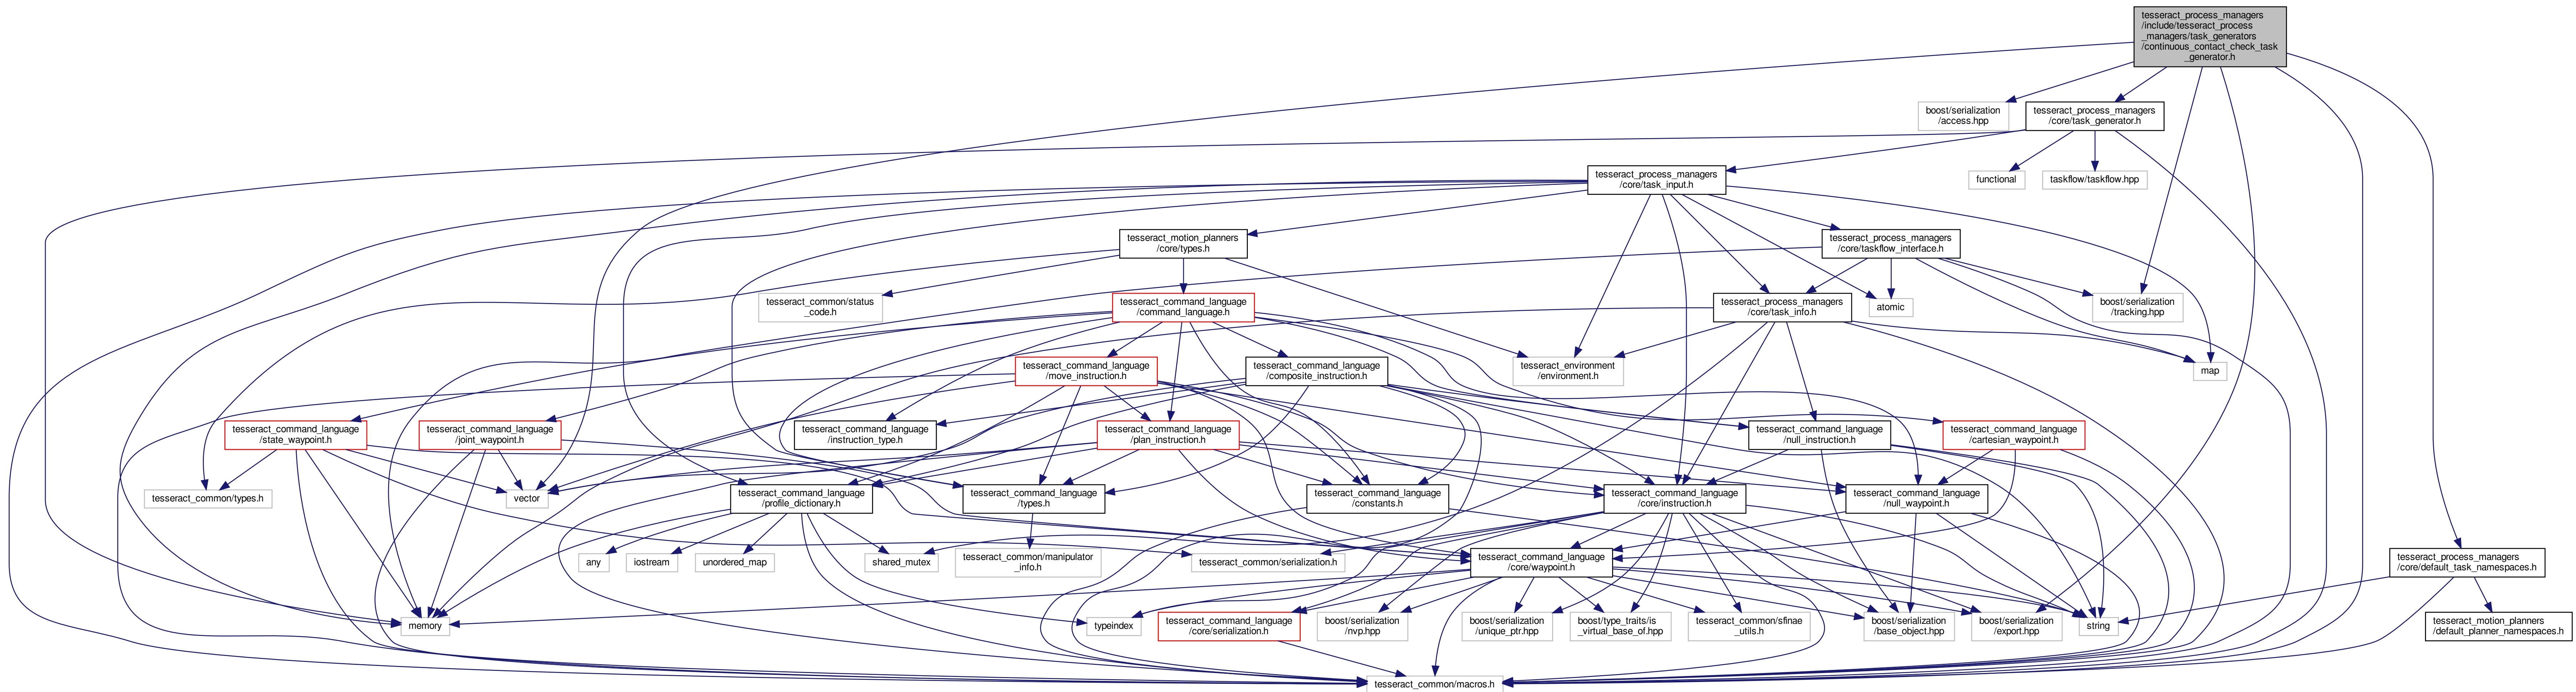 tesseract_process_managers
/include/tesseract_process
_managers/task_generators
/continuous_contact_check_task
_generator.h
boost/serialization
/access.hpp
tesseract_process_managers
/core/task_generator.h
functional
taskflow/taskflow.hpp
tesseract_process_managers
/core/task_input.h
tesseract_motion_planners
/core/types.h
tesseract_process_managers
/core/taskflow_interface.h
tesseract_common/status
_code.h
tesseract_command_language
/command_language.h
tesseract_process_managers
/core/task_info.h
atomic
boost/serialization
/tracking.hpp
tesseract_command_language
/move_instruction.h
tesseract_command_language
/composite_instruction.h
tesseract_environment
/environment.h
map
tesseract_command_language
/state_waypoint.h
tesseract_command_language
/joint_waypoint.h
tesseract_command_language
/instruction_type.h
tesseract_command_language
/plan_instruction.h
tesseract_command_language
/null_instruction.h
tesseract_command_language
/cartesian_waypoint.h
tesseract_common/types.h
vector
tesseract_command_language
/profile_dictionary.h
tesseract_command_language
/types.h
tesseract_command_language
/constants.h
tesseract_command_language
/core/instruction.h
tesseract_command_language
/null_waypoint.h
any
iostream
unordered_map
shared_mutex
tesseract_common/manipulator
_info.h
tesseract_common/serialization.h
tesseract_command_language
/core/waypoint.h
tesseract_process_managers
/core/default_task_namespaces.h
memory
typeindex
tesseract_command_language
/core/serialization.h
boost/serialization
/nvp.hpp
boost/serialization
/unique_ptr.hpp
boost/type_traits/is
_virtual_base_of.hpp
tesseract_common/sfinae
_utils.h
boost/serialization
/base_object.hpp
boost/serialization
/export.hpp
string
tesseract_motion_planners
/default_planner_namespaces.h
tesseract_common/macros.h